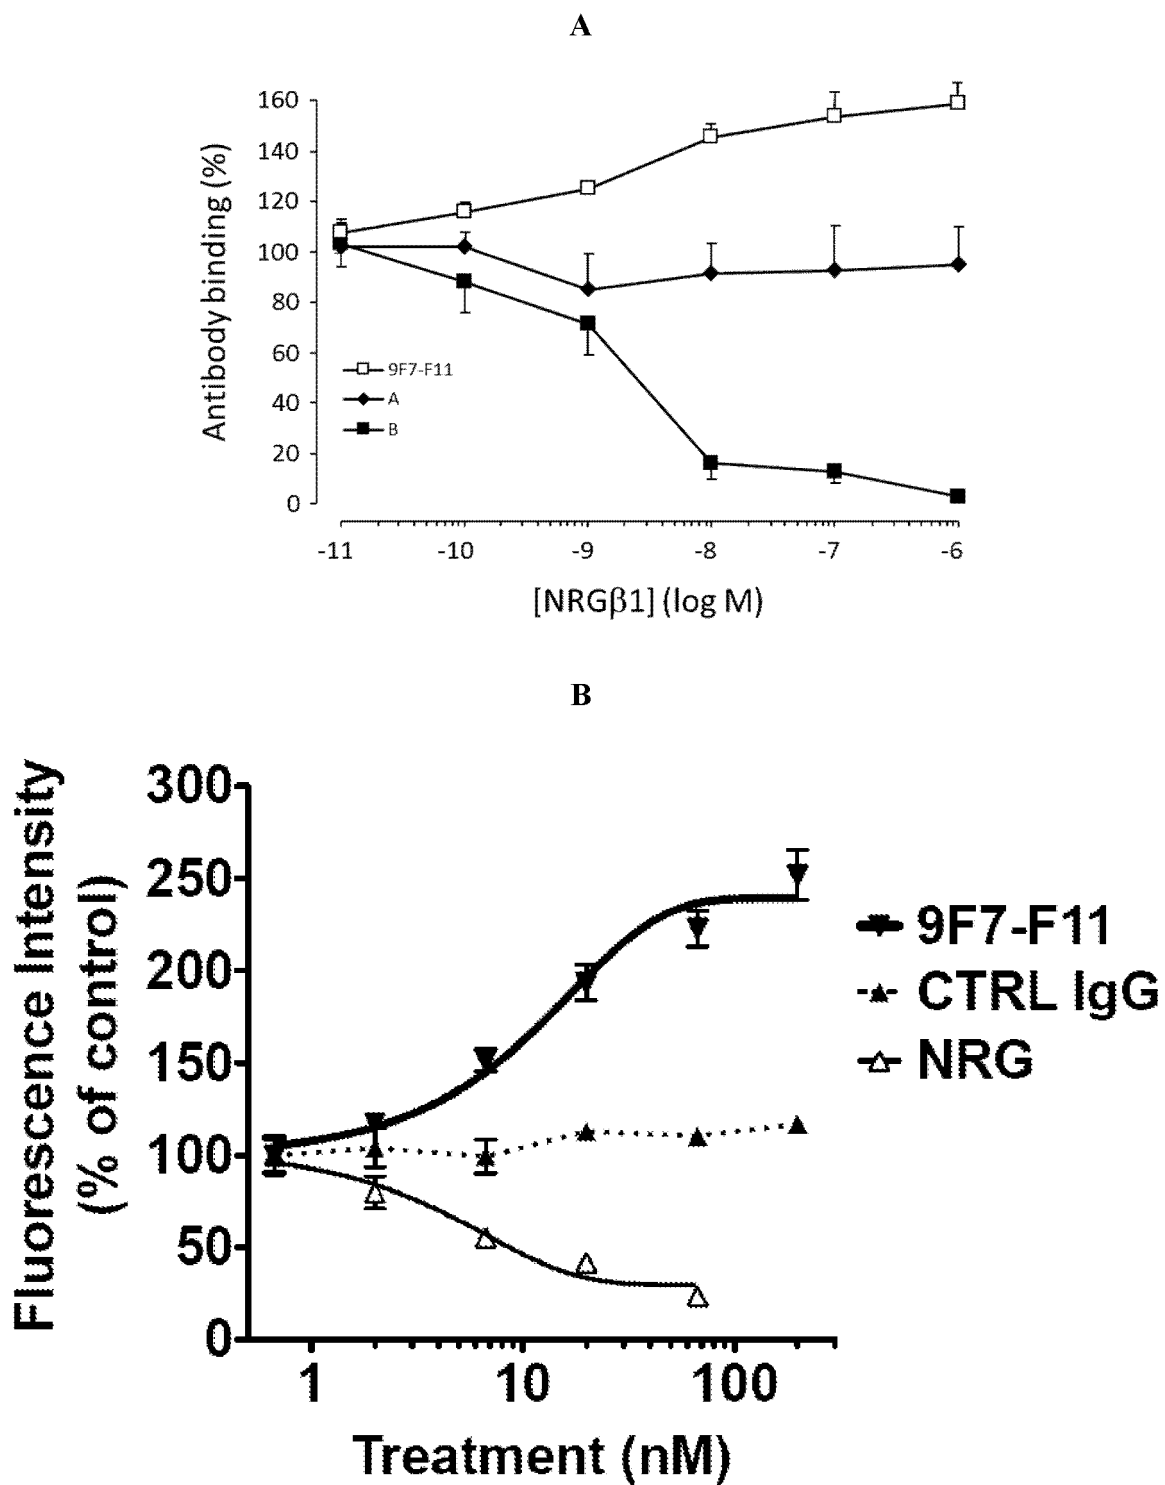 A
160
140
120
100
80
60
40
20
0
Antibody binding (%)
9F7-F11
A
B
-11 -10 -9 -8 -7 -6
[NRGβ1] (log M)
B
300
250
200
150
100
50
0
Fluorescence Intensity
(% of control)
9F7-F11
CTRL IgG
NRG
1 10 100
Treatment (nM)